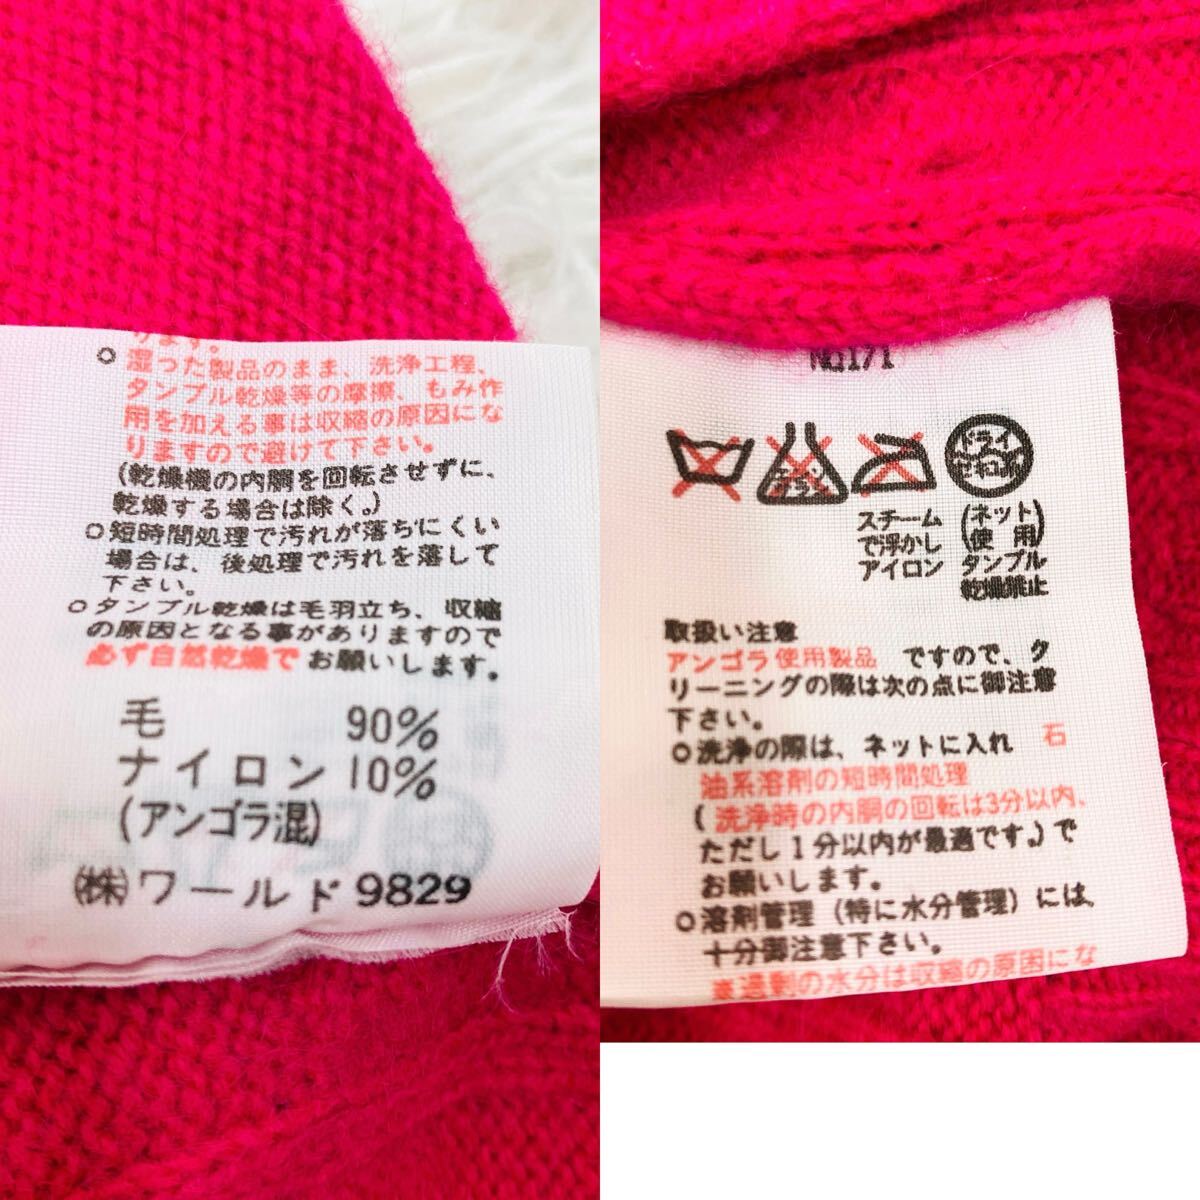 ります。
○湿った製品のまま、洗浄工程、
タンブル乾燥等の摩擦、もみ作
用を加える事は収縮の原因にな
りますので避けて下さい。
(乾燥機の内胴を回転させずに、
乾燥する場合は除く。)
○短時間処理で汚れが落ちにくい
場合は、後処理で汚れを落して
下さい。
○タンブル乾燥は毛羽立ち、収縮
の原因となる事がありますので
必ず自然乾燥でお願いします。
毛 90%
ナイロン 10%
(アンゴラ混)
㈱ワールド 9829
NO171
エンソ
サラシ
ドライ
セキユ系
スチーム
で浮かし
アイロン
(ネット
使用)
タンブル
乾燥禁止
取扱い注意
アンゴラ使用製品 ですので、ク
リーニングの際は次の点に御注意
下さい。
○洗浄の際は、ネットに入れ 石
油系溶剤の短時間処理
(洗浄時の内胴の回転は3分以内、
ただし1分以内が最適です。)で
お願いします。
○溶剤管理(特に水分管理)には、
十分御注意下さい。
※過剰の水分は収縮の原因にな